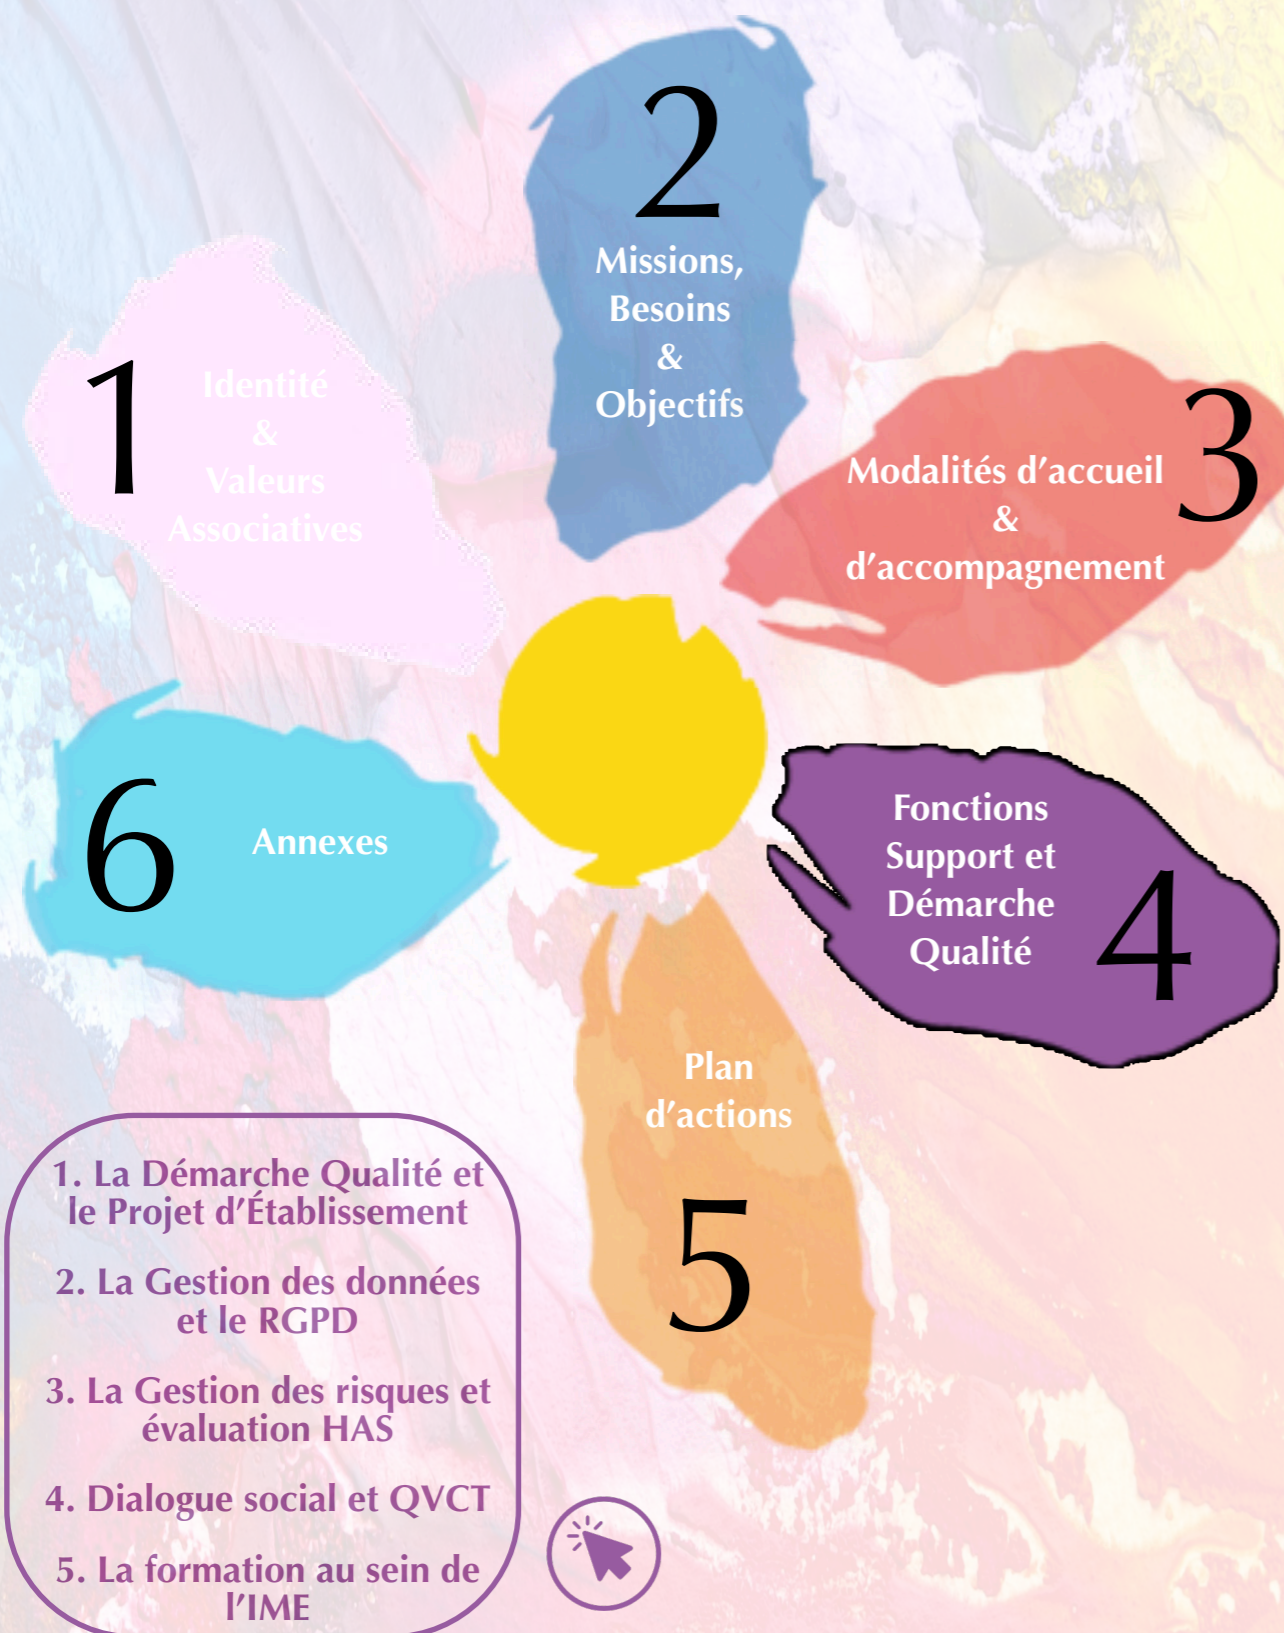 1
Identité
&
Valeurs
Associatives
2
Missions,
Besoins
&
Objectifs
3
Modalités d’accueil
&
d’accompagnement
4
Fonctions
Support et
Démarche
Qualité
5
Plan
d’actions
6
Annexes
1. La Démarche Qualité et
le Projet d’Établissement
2. La Gestion des données
et le RGPD
3. La Gestion des risques et
évaluation HAS
4. Dialogue social et QVCT
5. La formation au sein de
l’IME